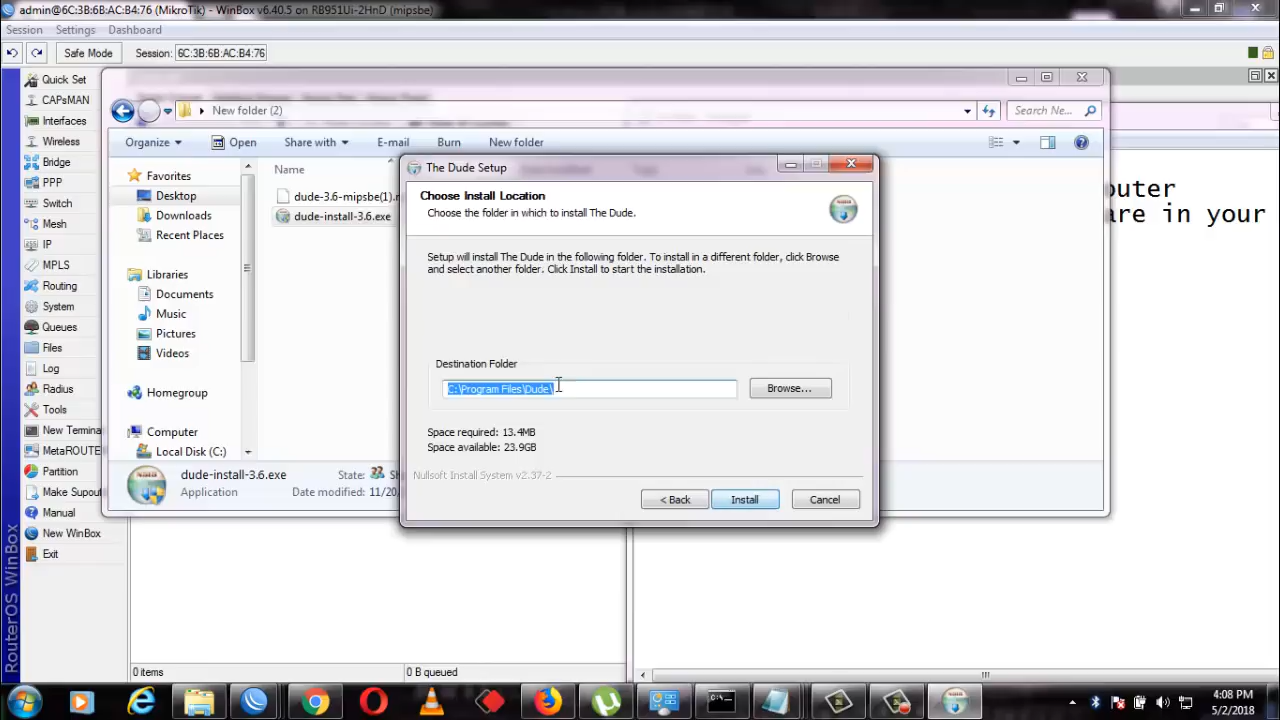 admin@6C:3B:6B:AC:B4:76 (MikroTik) - WinBox v6.40.5 on RB951Ui-2HnD (mipsbe)
Session Settings Dashboard
Safe Mode Session: 6C:3B:6B:AC:B4:76
Quick Set
CAPsMAN
Interfaces
Wireless
Bridge
PPP
Switch
Mesh
IP
MPLS
Routing
System
Queues
Files
Log
Radius
Tools
New Termina
MetaROUTE
Partition
Make Supout
Manual
New WinBox
Exit
RouterOS WinBox
New folder (2)
Search Ne...
Organize Open Share with E-mail Burn New folder
Favorites
Desktop
Downloads
Recent Places
Libraries
Documents
Music
Pictures
Videos
Homegroup
Computer
Local Disk (C:)
Name
dude-3.6-mipsbe(1).n
dude-install-3.6.exe
dude-install-3.6.exe
Application
State:
Date modified: 11/20
The Dude Setup
Choose Install Location
Choose the folder in which to install The Dude.
Setup will install The Dude in the following folder. To install in a different folder, click Browse
and select another folder. Click Install to start the installation.
Destination Folder
C:\Program Files\Dude\
Browse...
Space required: 13.4MB
Space available: 23.9GB
Nullsoft Install System v2.37-2
< Back Install Cancel
outer
are in your
0 items 0 B queued
4:08 PM
5/2/2018